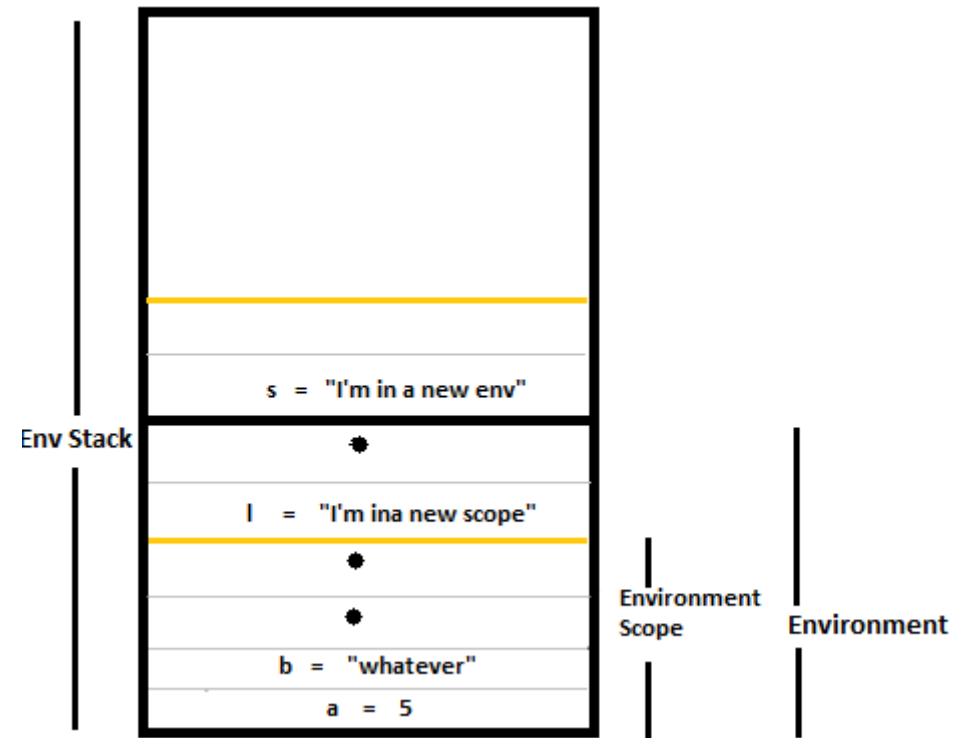 s = "I'm in a new env"
Env Stack
l = "I'm ina new scope"
Environment
Scope
Environment
b = "whatever"
a = 5